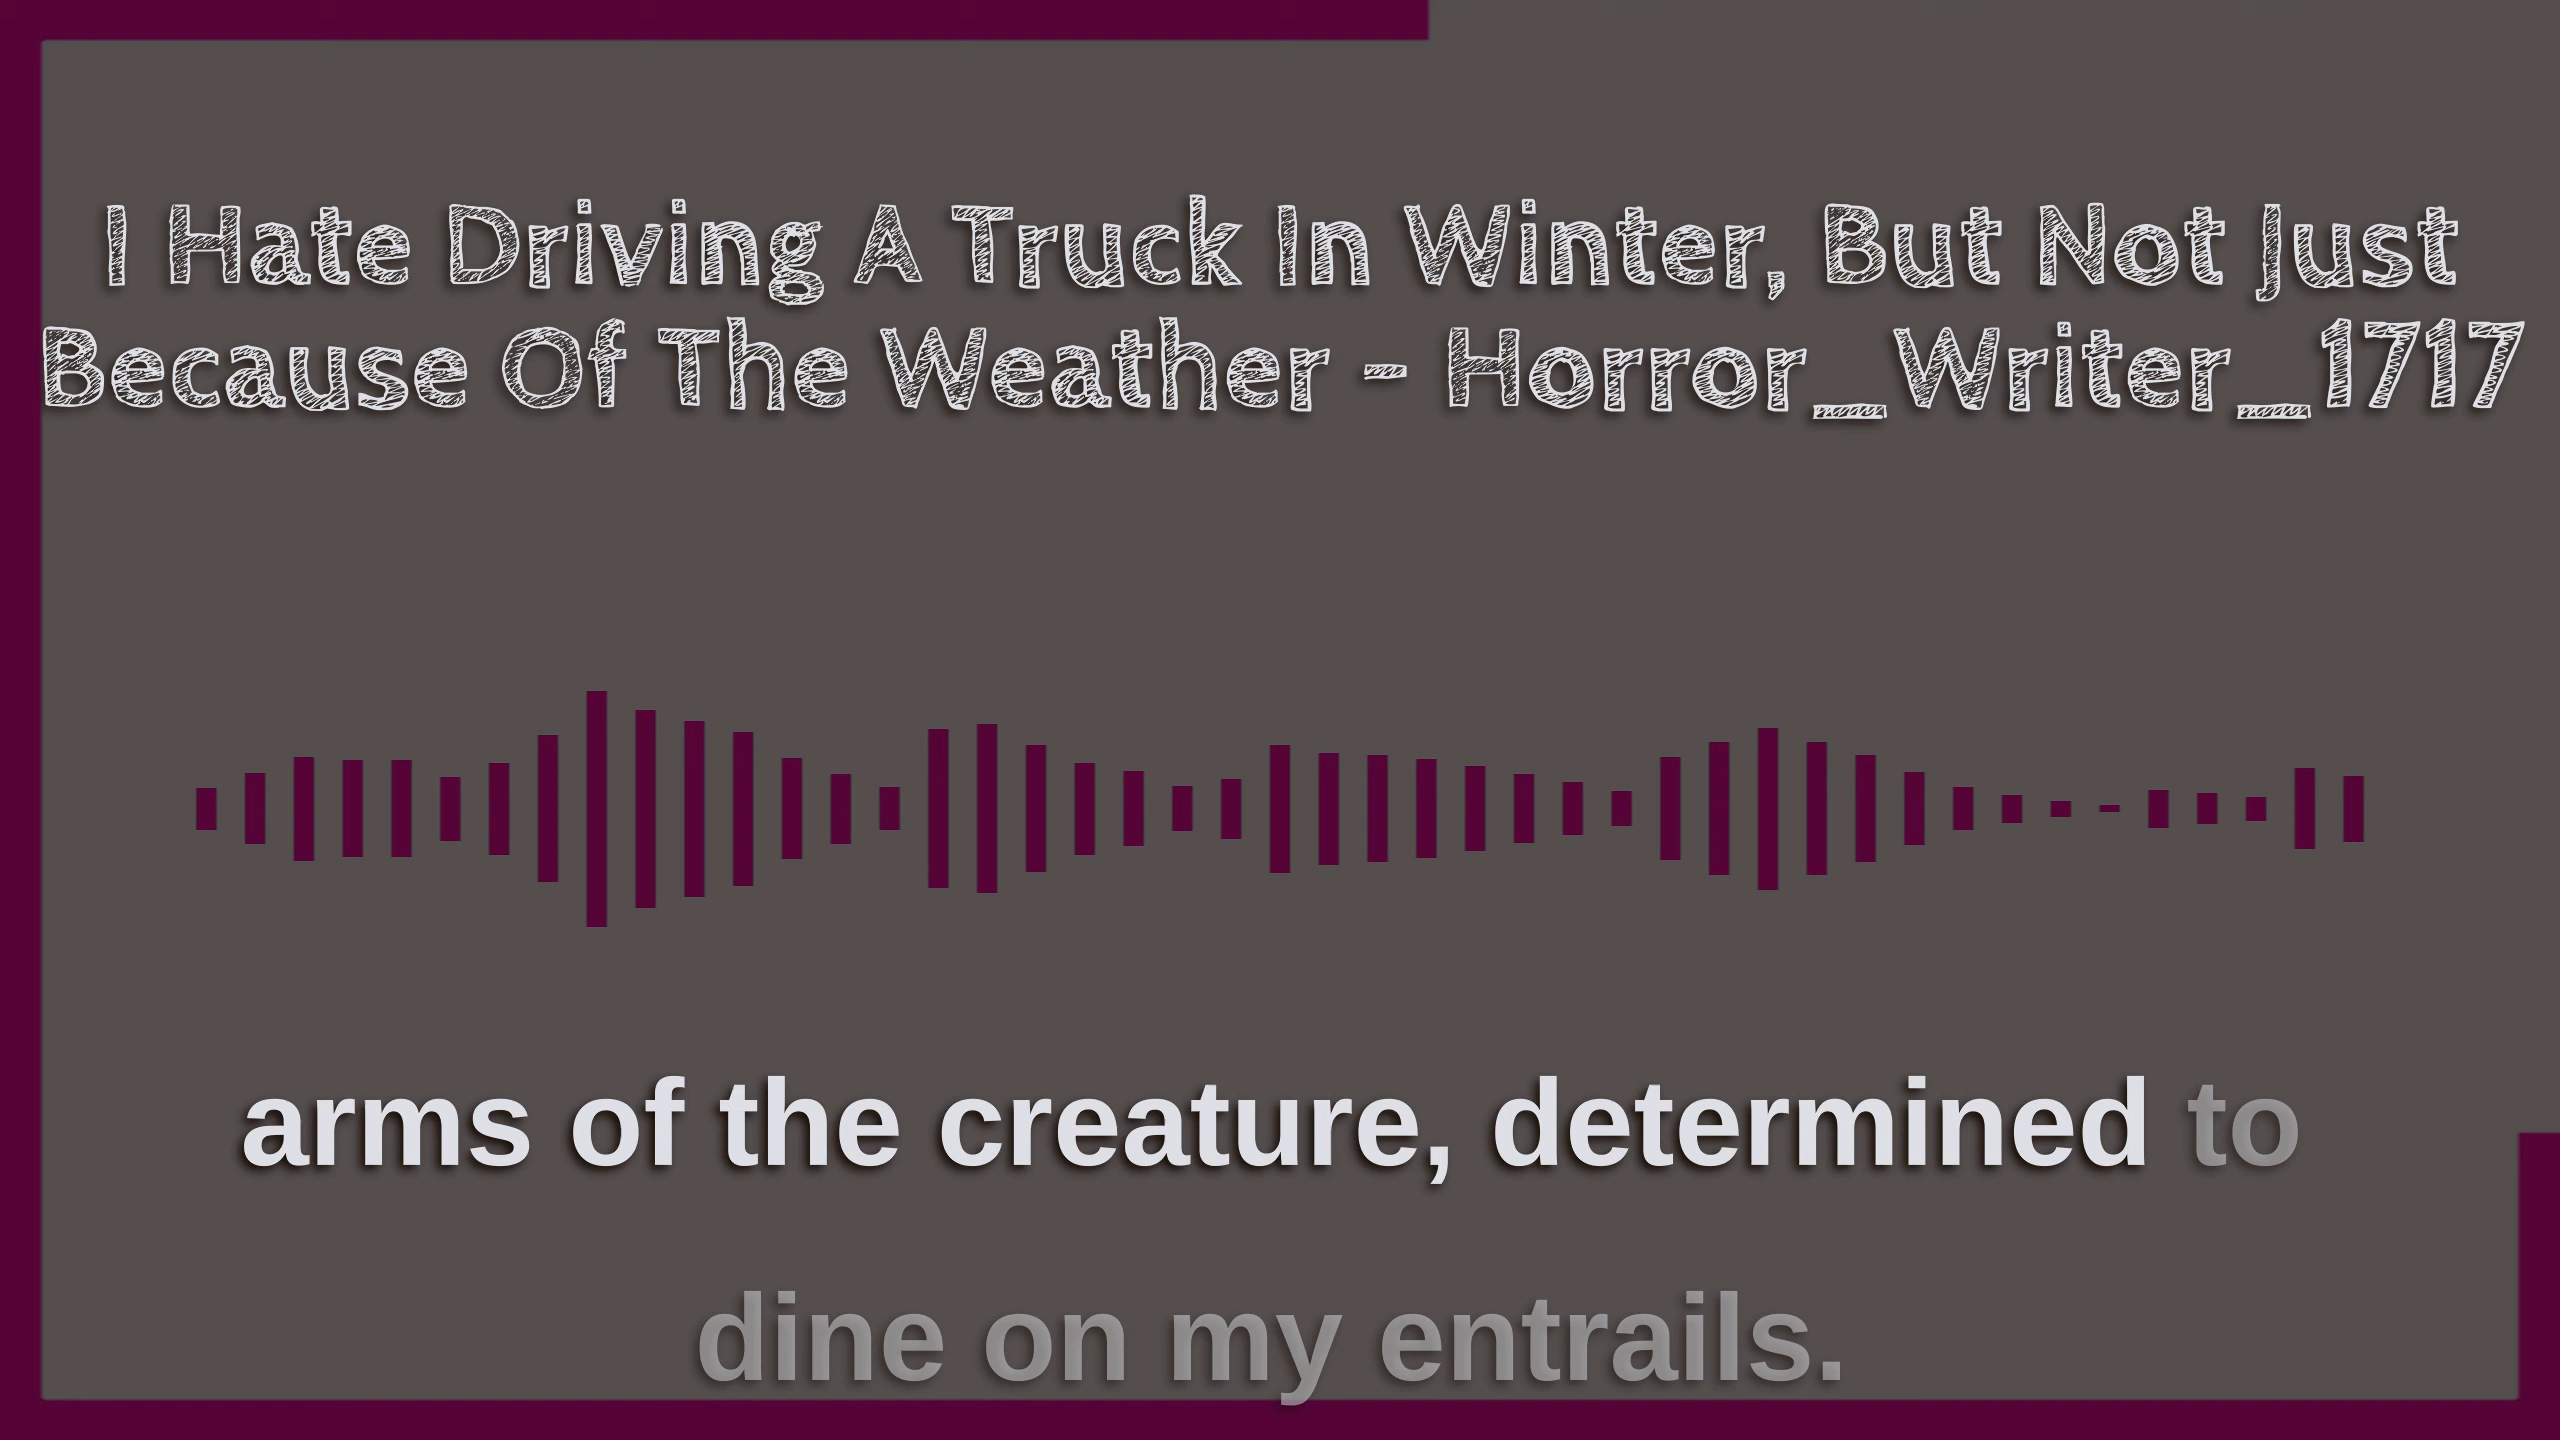 I Hate Driving A Truck In Winter, But Not Just
Because Of The Weather - Horror_Writer_1717
arms of the creature, determined to
dine on my entrails.